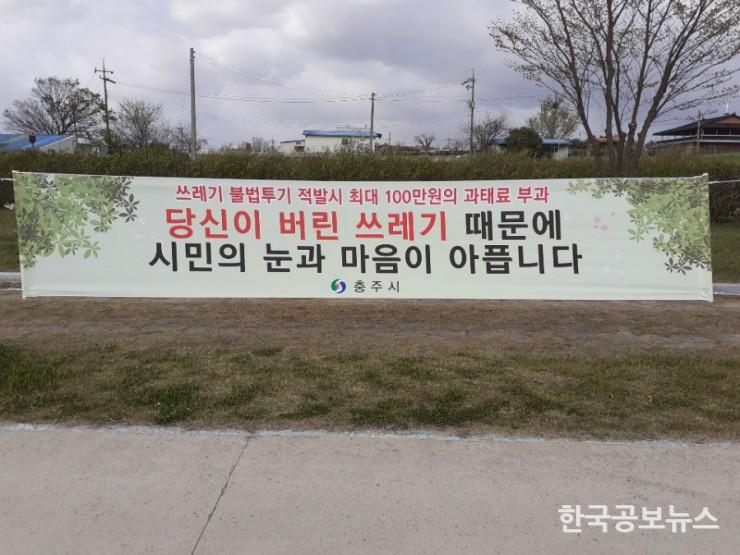 쓰레기 불법투기 적발시 최대 100만원의 과태료 부과
당신이 버린 쓰레기 때문에
시민의 눈과 마음이 아픕니다
충주시
한국공보뉴스